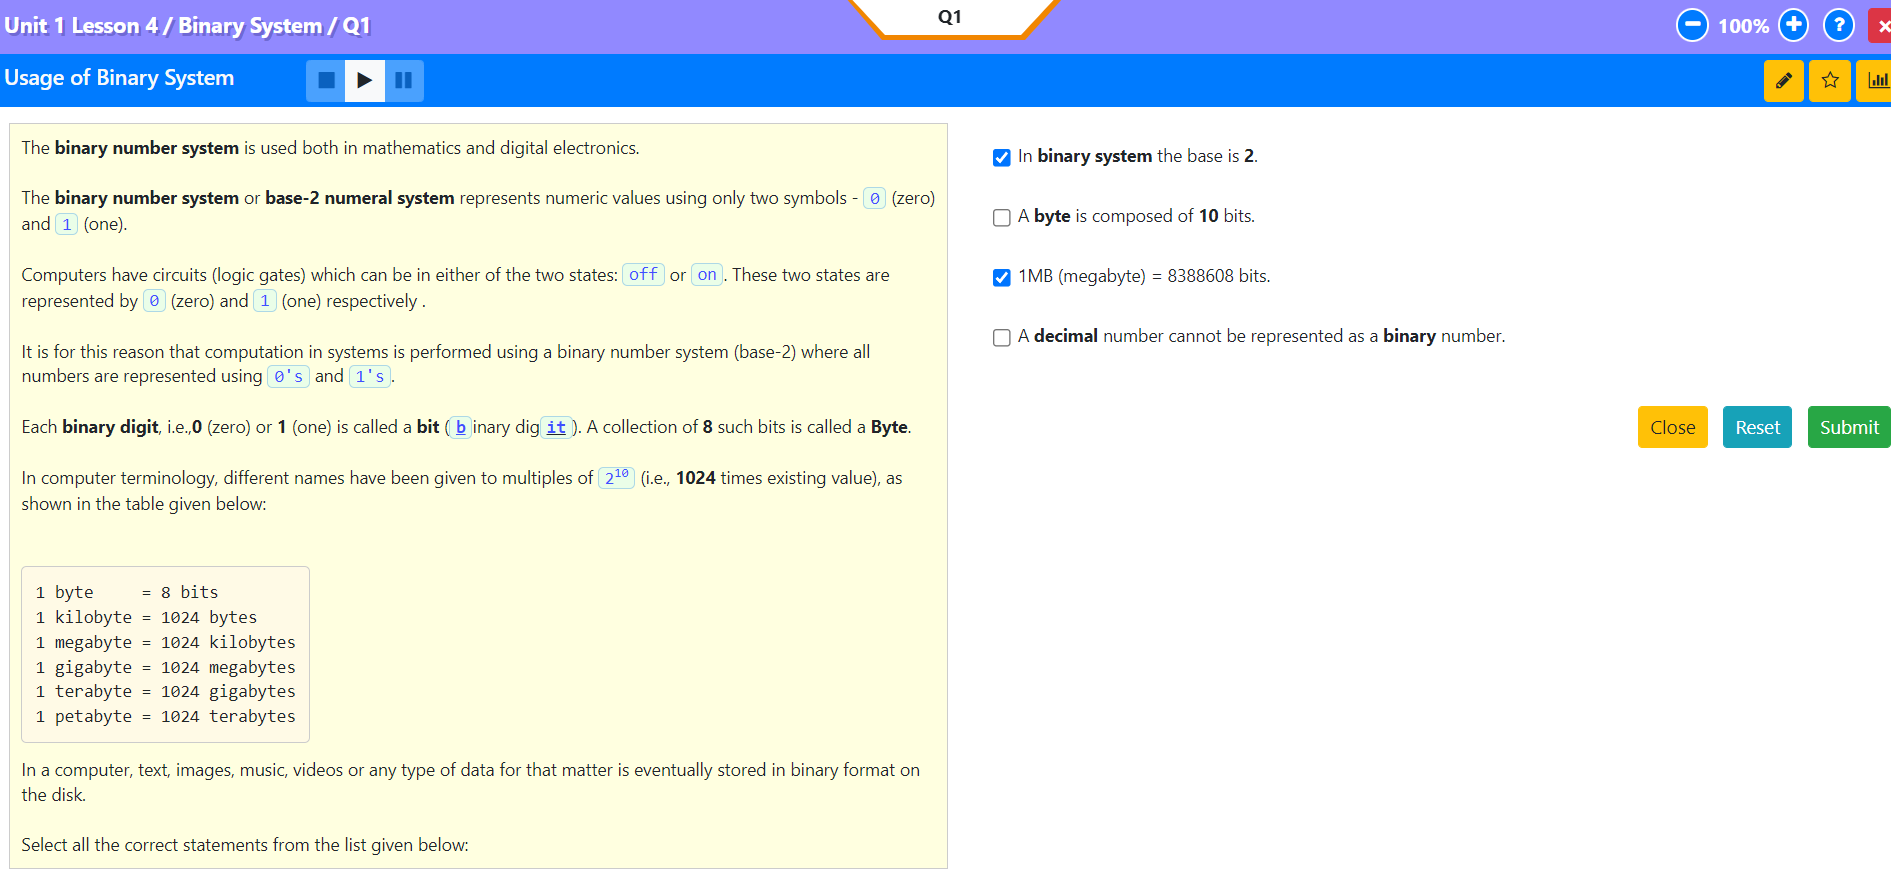 Unit 1 Lesson 4 / Binary System / Q1
Q1
100%
?
Usage of Binary System
The binary number system is used both in mathematics and digital electronics.
The binary number system or base-2 numeral system represents numeric values using only two symbols - 0 (zero)
and 1 (one).
Computers have circuits (logic gates) which can be in either of the two states: off or on. These two states are
represented by 0 (zero) and 1 (one) respectively .
It is for this reason that computation in systems is performed using a binary number system (base-2) where all
numbers are represented using 0's and 1's.
Each binary digit, i.e.,0 (zero) or 1 (one) is called a bit (binary digit). A collection of 8 such bits is called a Byte.
In computer terminology, different names have been given to multiples of 2^10 (i.e., 1024 times existing value), as
shown in the table given below:
1 byte     = 8 bits
1 kilobyte = 1024 bytes
1 megabyte = 1024 kilobytes
1 gigabyte = 1024 megabytes
1 terabyte = 1024 gigabytes
1 petabyte = 1024 terabytes
In a computer, text, images, music, videos or any type of data for that matter is eventually stored in binary format on
the disk.
Select all the correct statements from the list given below:
In binary system the base is 2.
A byte is composed of 10 bits.
1MB (megabyte) = 8388608 bits.
A decimal number cannot be represented as a binary number.
Close Reset Submit